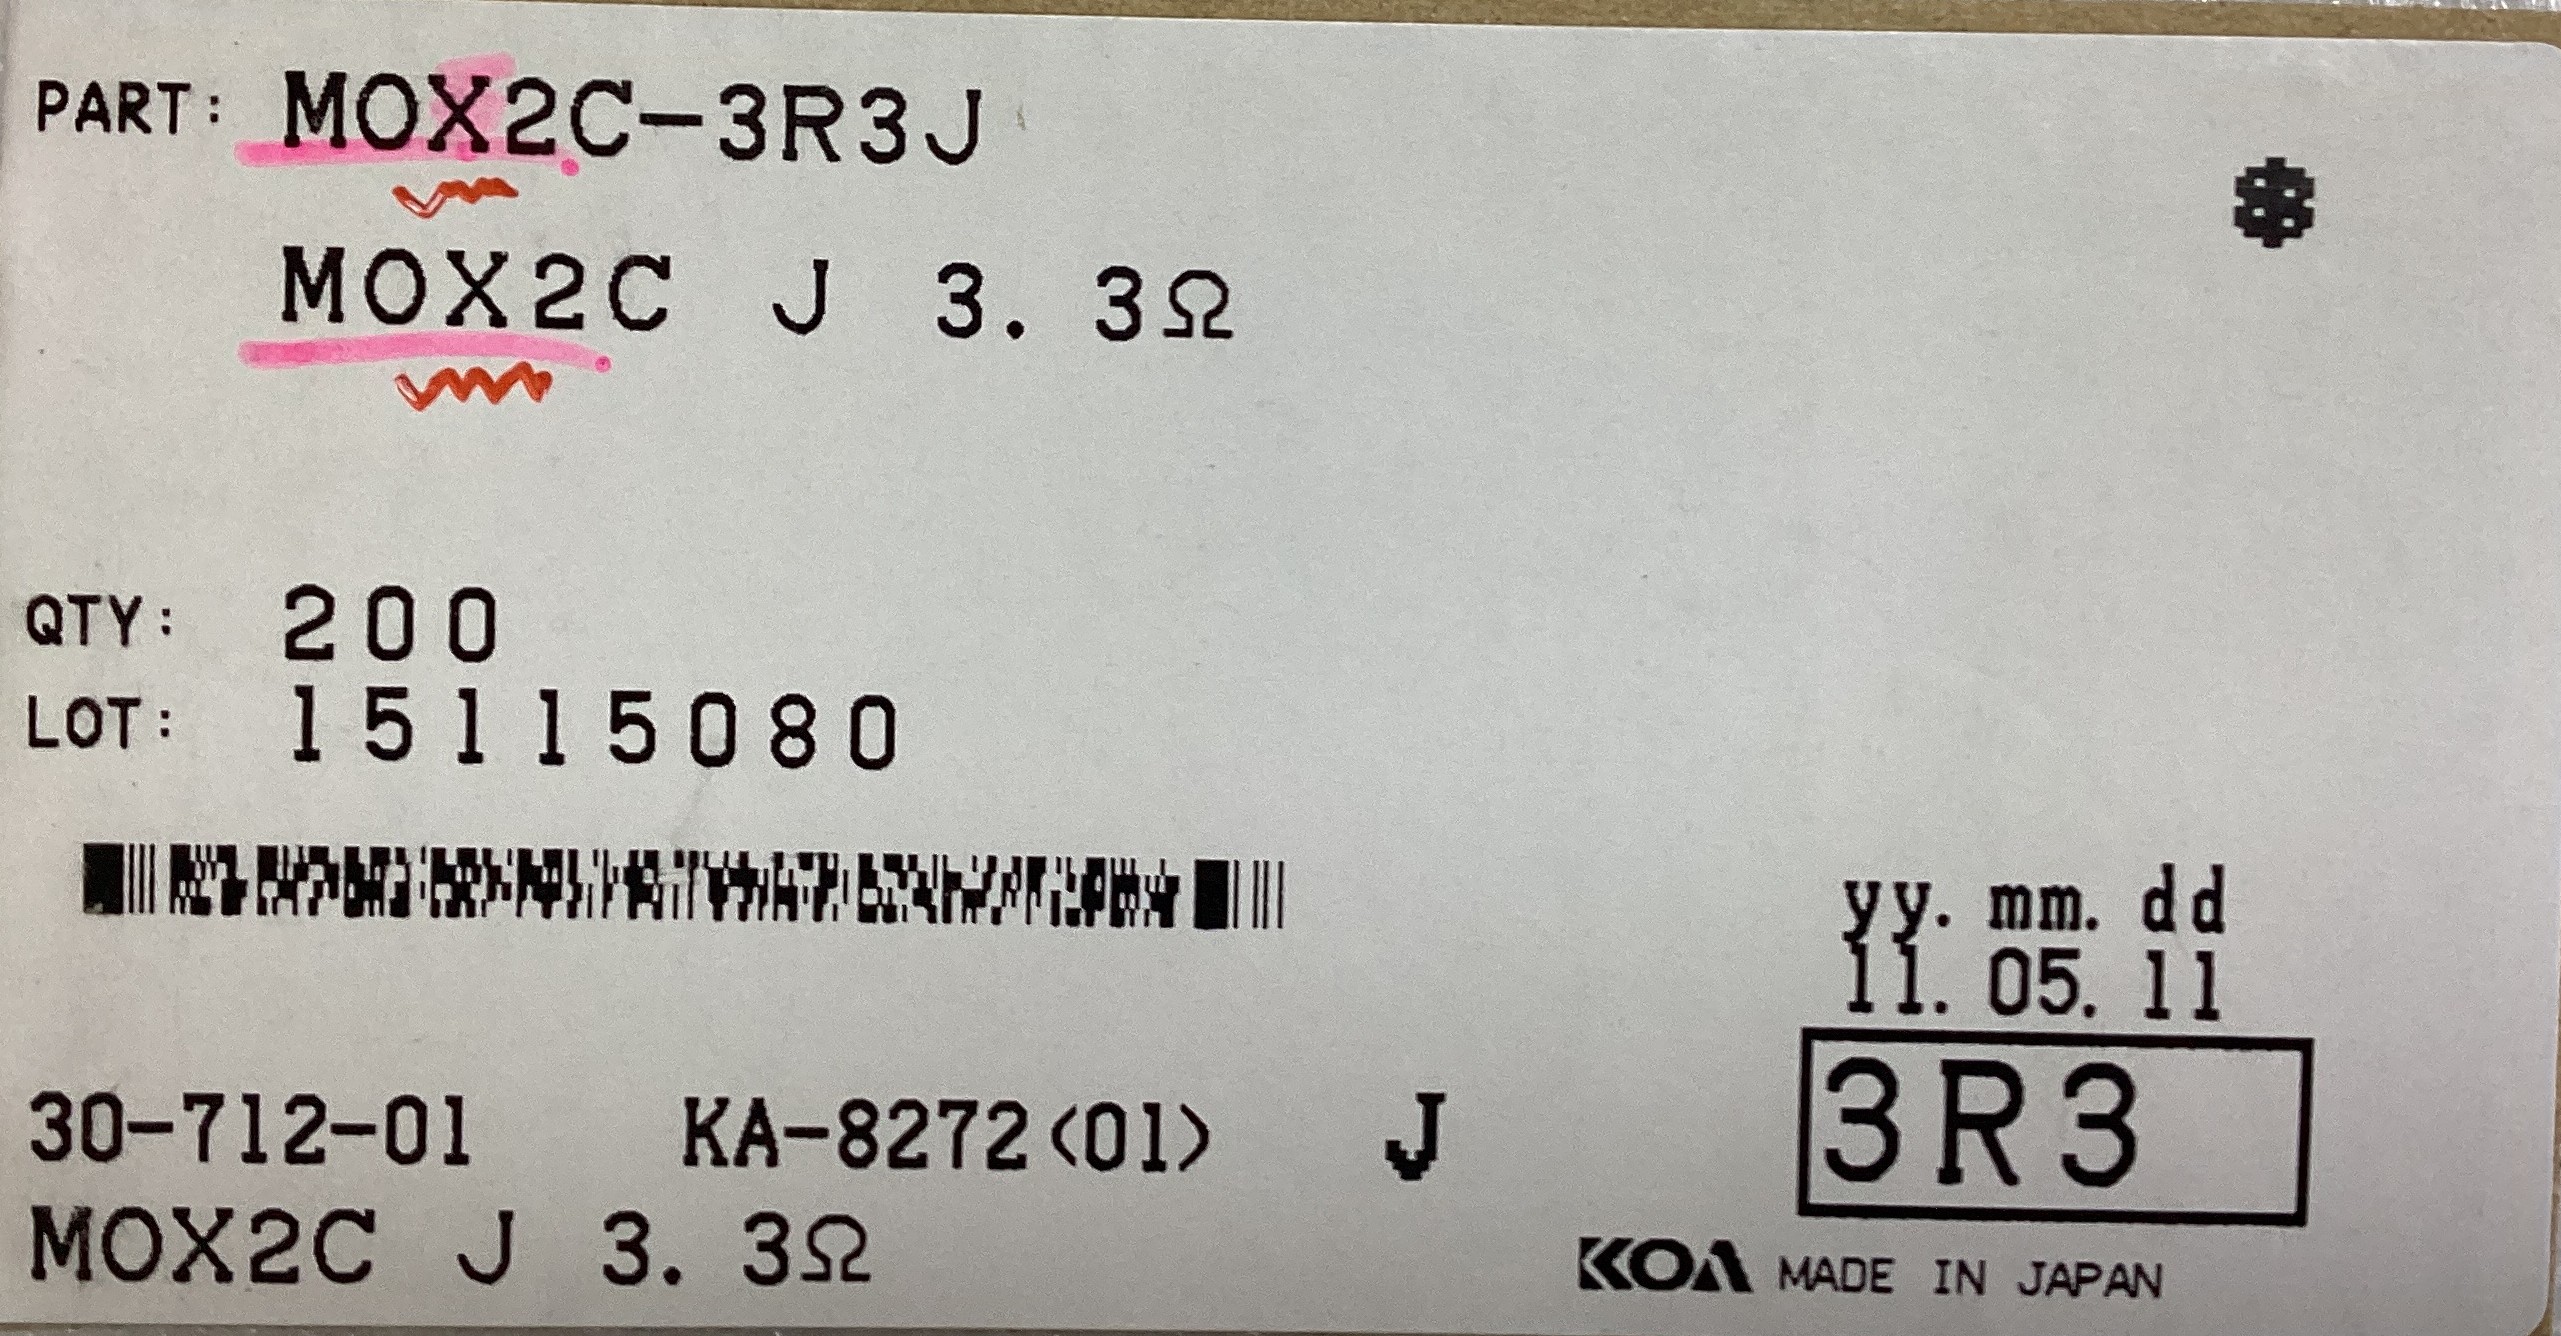 PART: MOX2C-3R3J
MOX2C J 3.3Ω
QTY: 200
LOT: 15115080
yy.mm.dd
11.05.11
30-712-01 KA-8272<01> J
3R3
MOX2C J 3.3Ω
KOA MADE IN JAPAN